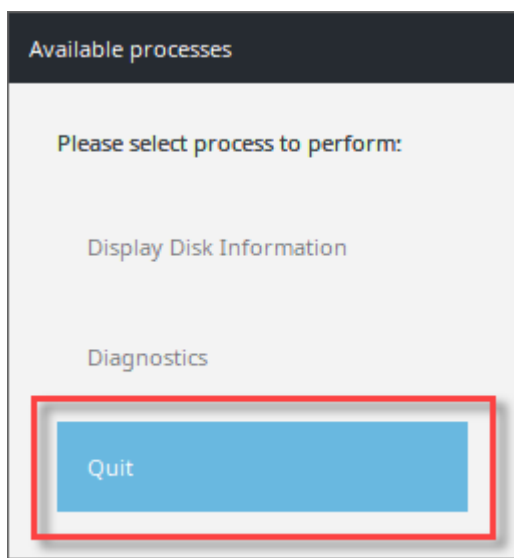 Available processes
Please select process to perform:
Display Disk Information
Diagnostics
Quit